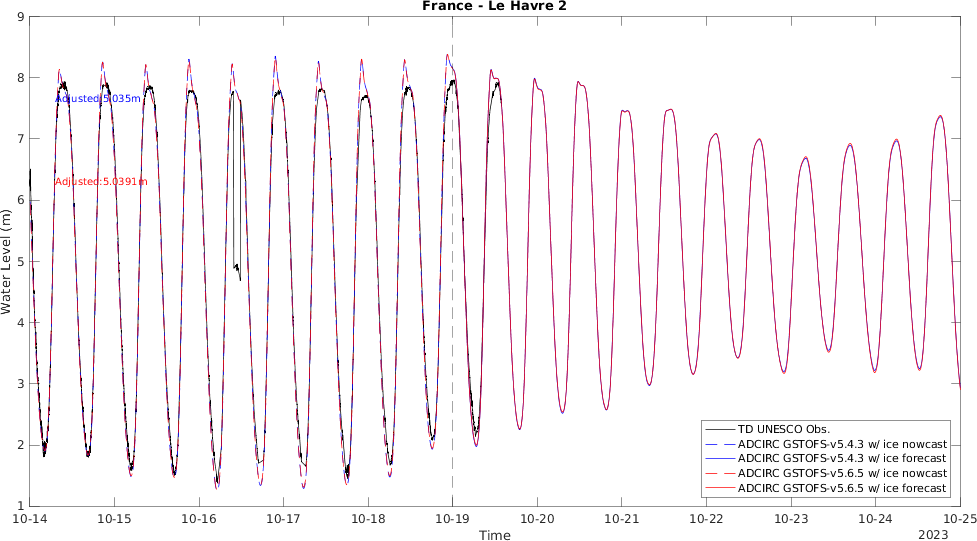 France - Le Havre 2
9
8
7
6
5
4
3
2
1
Water Level (m)
Adjusted:5.035m
Adjusted:5.0391m
TD UNESCO Obs.
ADCIRC GSTOFS-v5.4.3 w/ ice nowcast
ADCIRC GSTOFS-v5.4.3 w/ ice forecast
ADCIRC GSTOFS-v5.6.5 w/ ice nowcast
ADCIRC GSTOFS-v5.6.5 w/ ice forecast
10-14 10-15 10-16 10-17 10-18 10-19 10-20 10-21 10-22 10-23 10-24 10-25
Time
2023